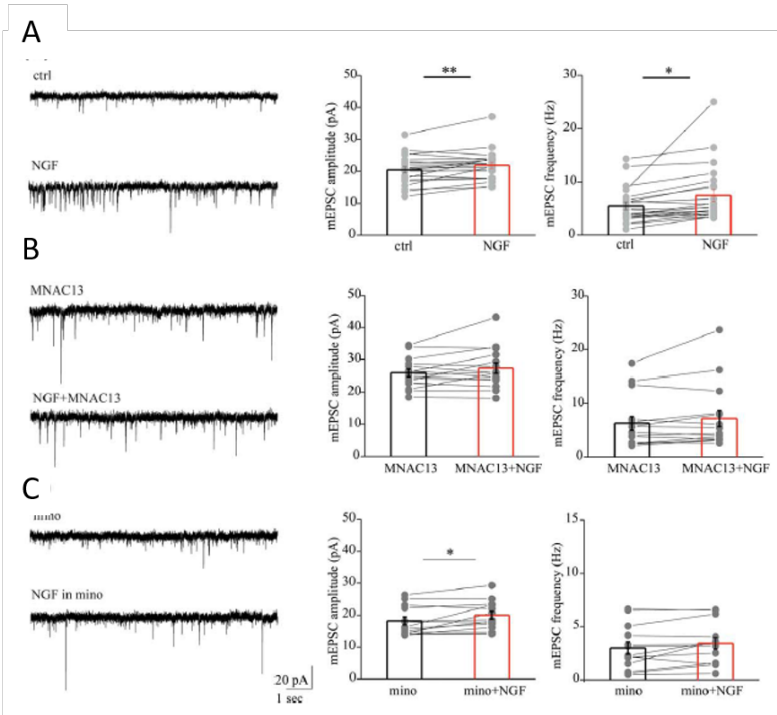 A
ctrl
NGF
50
40
30
20
10
0
mEPSC amplitude (pA)
**
ctrl
NGF
30
20
10
0
mEPSC frequency (Hz)
*
ctrl
NGF
B
MNAC13
NGF+MNAC13
50
40
30
20
10
0
mEPSC amplitude (pA)
MNAC13
MNAC13+NGF
30
20
10
0
mEPSC frequency (Hz)
MNAC13
MNAC13+NGF
C
mino
NGF in mino
20 pA
1 sec
50
40
30
20
10
0
mEPSC amplitude (pA)
*
mino
mino+NGF
15
10
5
0
mEPSC frequency (Hz)
mino
mino+NGF